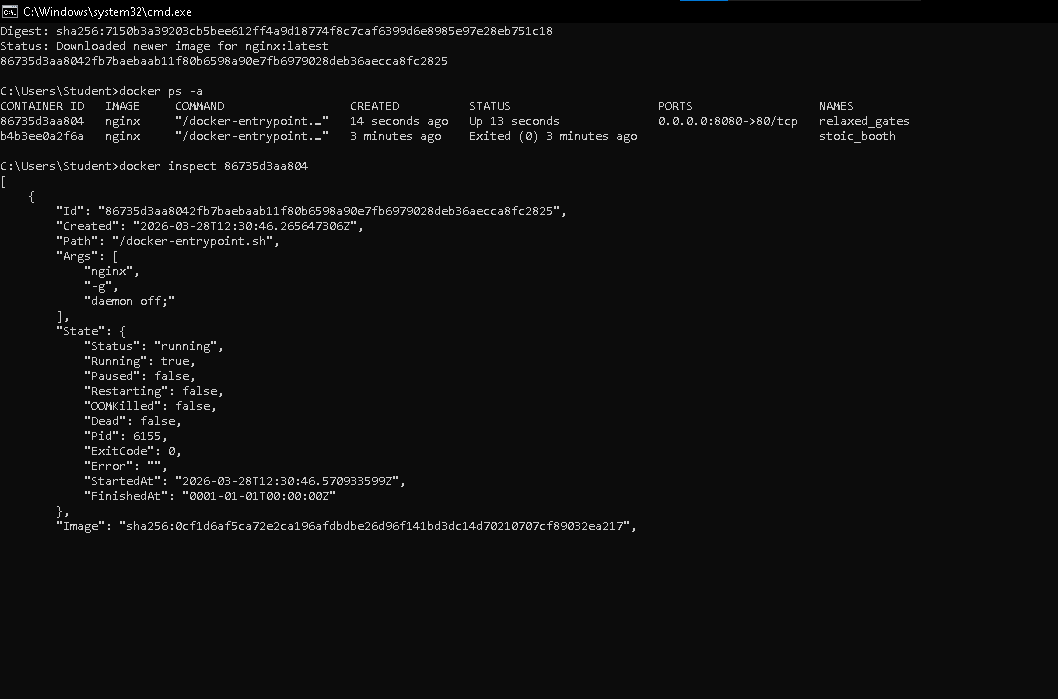 C:\Windows\system32\cmd.exe
Digest: sha256:7150b3a39203cb5bee612ff4a9d18774f8c7caf6399d6e8985e97e28eb751c18
Status: Downloaded newer image for nginx:latest
86735d3aa8042fb7baebaab11f80b6598a90e7fb6979028deb36aecca8fc2825
C:\Users\Student>docker ps -a
CONTAINER ID   IMAGE     COMMAND                  CREATED          STATUS                     PORTS                  NAMES
86735d3aa804   nginx     "/docker-entrypoint.…"   14 seconds ago   Up 13 seconds              0.0.0.0:8080->80/tcp   relaxed_gates
b4b3ee0a2f6a   nginx     "/docker-entrypoint.…"   3 minutes ago    Exited (0) 3 minutes ago                          stoic_booth
C:\Users\Student>docker inspect 86735d3aa804
[
    {
        "Id": "86735d3aa8042fb7baebaab11f80b6598a90e7fb6979028deb36aecca8fc2825",
        "Created": "2026-03-28T12:30:46.265647306Z",
        "Path": "/docker-entrypoint.sh",
        "Args": [
            "nginx",
            "-g",
            "daemon off;"
        ],
        "State": {
            "Status": "running",
            "Running": true,
            "Paused": false,
            "Restarting": false,
            "OOMKilled": false,
            "Dead": false,
            "Pid": 6155,
            "ExitCode": 0,
            "Error": "",
            "StartedAt": "2026-03-28T12:30:46.570933599Z",
            "FinishedAt": "0001-01-01T00:00:00Z"
        },
        "Image": "sha256:0cf1d6af5ca72e2ca196afdbdbe26d96f141bd3dc14d70210707cf89032ea217",